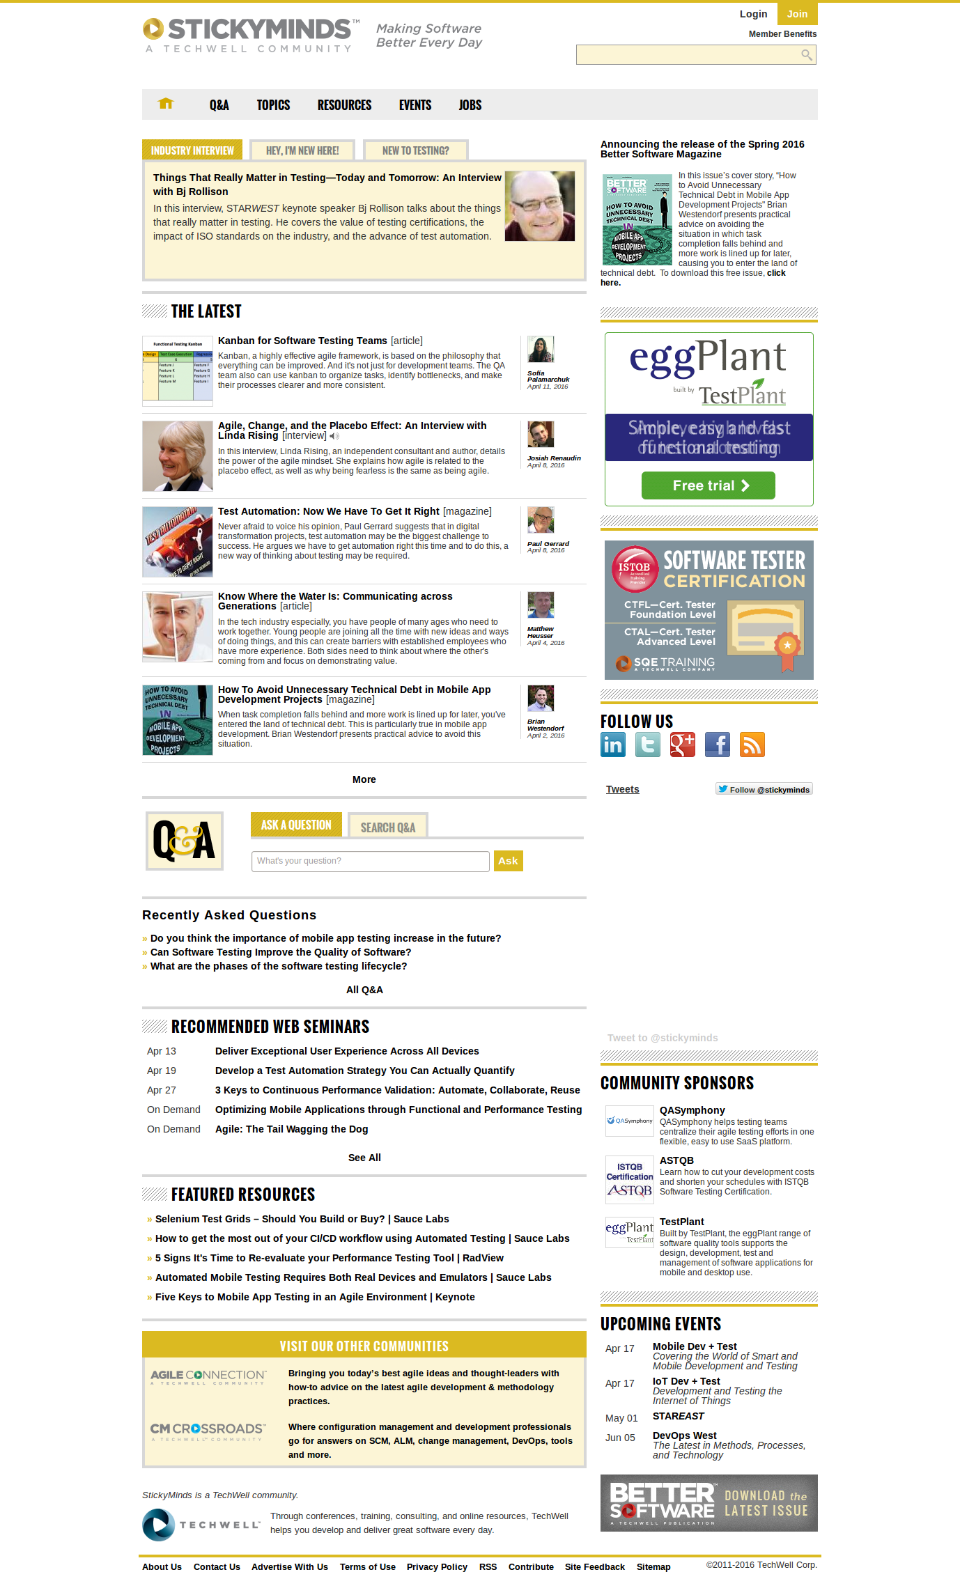 Login
Join
STICKYMINDS™
A TECHWELL COMMUNITY
Making Software
Better Every Day
Member Benefits
Q&A
TOPICS
RESOURCES
EVENTS
JOBS
INDUSTRY INTERVIEW
HEY, I'M NEW HERE!
NEW TO TESTING?
Things That Really Matter in Testing—Today and Tomorrow: An Interview
with Bj Rollison
In this interview, STARWEST keynote speaker Bj Rollison talks about the things
that really matter in testing. He covers the value of testing certifications, the
impact of ISO standards on the industry, and the advance of test automation.
THE LATEST
Functional Testing Kanban
Kanban for Software Testing Teams [article]
Kanban, a highly effective agile framework, is based on the philosophy that
everything can be improved. And it's not just for development teams. The QA
team also can use kanban to organize tasks, identify bottlenecks, and make
their processes clearer and more consistent.
Sofía
Palamarchuk
April 11, 2016
Agile, Change, and the Placebo Effect: An Interview with
Linda Rising [interview]
In this interview, Linda Rising, an independent consultant and author, details
the power of the agile mindset. She explains how agile is related to the
placebo effect, as well as why being fearless is the same as being agile.
Josiah Renaudin
April 8, 2016
Test Automation: Now We Have To Get It Right [magazine]
Never afraid to voice his opinion, Paul Gerrard suggests that in digital
transformation projects, test automation may be the biggest challenge to
success. He argues we have to get automation right this time and to do this, a
new way of thinking about testing may be required.
Paul Gerrard
April 8, 2016
Know Where the Water Is: Communicating across
Generations [article]
In the tech industry especially, you have people of many ages who need to
work together. Young people are joining all the time with new ideas and ways
of doing things, and this can create barriers with established employees who
have more experience. Both sides need to think about where the other's
coming from and focus on demonstrating value.
Matthew
Heusser
April 4, 2016
HOW TO AVOID
UNNECESSARY
TECHNICAL DEBT
IN
MOBILE APP
DEVELOPMENT
PROJECTS
How To Avoid Unnecessary Technical Debt in Mobile App
Development Projects [magazine]
When task completion falls behind and more work is lined up for later, you've
entered the land of technical debt. This is particularly true in mobile app
development. Brian Westendorf presents practical advice to avoid this
situation.
Brian
Westendorf
April 2, 2016
More
Q&A
ASK A QUESTION
SEARCH Q&A
What's your question?
Ask
Recently Asked Questions
» Do you think the importance of mobile app testing increase in the future?
» Can Software Testing Improve the Quality of Software?
» What are the phases of the software testing lifecycle?
All Q&A
RECOMMENDED WEB SEMINARS
Apr 13 Deliver Exceptional User Experience Across All Devices
Apr 19 Develop a Test Automation Strategy You Can Actually Quantify
Apr 27 3 Keys to Continuous Performance Validation: Automate, Collaborate, Reuse
On Demand Optimizing Mobile Applications through Functional and Performance Testing
On Demand Agile: The Tail Wagging the Dog
See All
FEATURED RESOURCES
» Selenium Test Grids – Should You Build or Buy? | Sauce Labs
» How to get the most out of your CI/CD workflow using Automated Testing | Sauce Labs
» 5 Signs It's Time to Re-evaluate your Performance Testing Tool | RadView
» Automated Mobile Testing Requires Both Real Devices and Emulators | Sauce Labs
» Five Keys to Mobile App Testing in an Agile Environment | Keynote
VISIT OUR OTHER COMMUNITIES
AGILE CONNECTION™
A TECHWELL COMMUNITY
Bringing you today's best agile ideas and thought-leaders with
how-to advice on the latest agile development & methodology
practices.
CM CROSSROADS™
A TECHWELL COMMUNITY
Where configuration management and development professionals
go for answers on SCM, ALM, change management, DevOps, tools
and more.
StickyMinds is a TechWell community.
TECHWELL
Through conferences, training, consulting, and online resources, TechWell
helps you develop and deliver great software every day.
Announcing the release of the Spring 2016
Better Software Magazine
BETTER
SOFTWARE
HOW TO AVOID
UNNECESSARY
TECHNICAL DEBT
IN
MOBILE APP
DEVELOPMENT
PROJECTS
In this issue's cover story, "How
to Avoid Unnecessary
Technical Debt in Mobile App
Development Projects" Brian
Westendorf presents practical
advice on avoiding the
situation in which task
completion falls behind and
more work is lined up for later,
causing you to enter the land of
technical debt. To download this free issue, click
here.
eggPlant
built by TestPlant
Simple, easy and fast
functional testing
Free trial
ISTQB
SOFTWARE TESTER
CERTIFICATION
CTFL—Cert. Tester
Foundation Level
CTAL—Cert. Tester
Advanced Level
SQE TRAINING
A TECHWELL COMPANY
FOLLOW US
Tweets
Follow @stickyminds
Tweet to @stickyminds
COMMUNITY SPONSORS
QASymphony
QASymphony
QASymphony helps testing teams
centralize their agile testing efforts in one
flexible, easy to use SaaS platform.
ISTQB
Certification
ASTQB
ASTQB
Learn how to cut your development costs
and shorten your schedules with ISTQB
Software Testing Certification.
eggPlant
TestPlant
TestPlant
Built by TestPlant, the eggPlant range of
software quality tools supports the
design, development, test and
management of software applications for
mobile and desktop use.
UPCOMING EVENTS
Apr 17 Mobile Dev + Test
Covering the World of Smart and
Mobile Development and Testing
Apr 17 IoT Dev + Test
Development and Testing the
Internet of Things
May 01 STAREAST
Jun 05 DevOps West
The Latest in Methods, Processes,
and Technology
BETTER
SOFTWARE
A TECHWELL PUBLICATION
DOWNLOAD the
LATEST ISSUE
About Us Contact Us Advertise With Us Terms of Use Privacy Policy RSS Contribute Site Feedback Sitemap
©2011-2016 TechWell Corp.